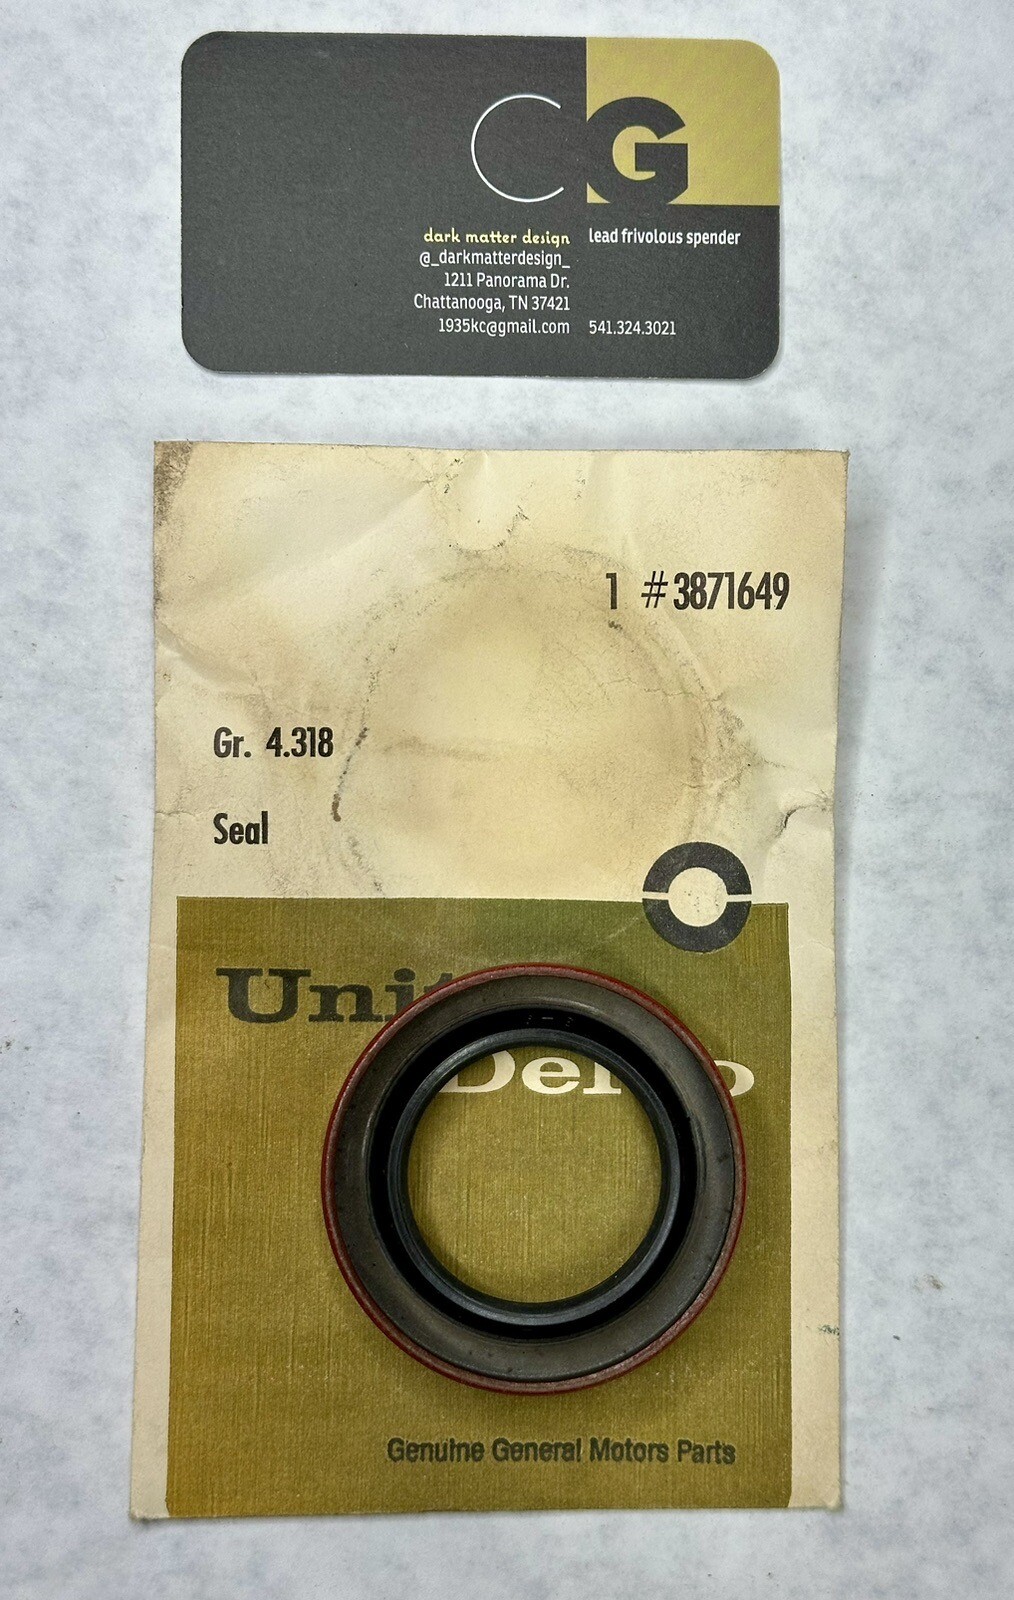 CG
dark matter design lead frivolous spender
@_darkmatterdesign_
1211 Panorama Dr.
Chattanooga, TN 37421
1935kc@gmail.com 541.324.3021
1 #3871649
Gr. 4.318
Seal
Genuine General Motors Parts